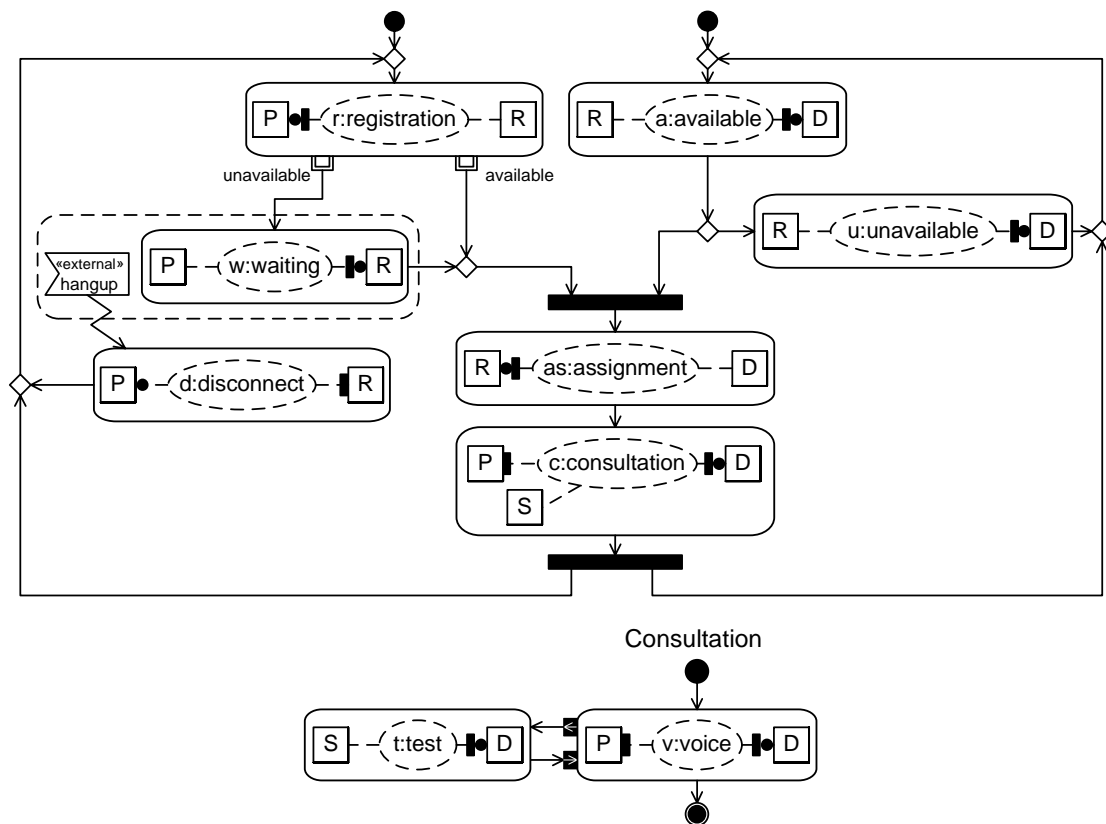 P r:registration R
R a:available D
unavailable available
R u:unavailable D
P w:waiting R
«external»
hangup
R as:assignment D
P d:disconnect R
P c:consultation D
S
Consultation
S t:test D P v:voice D